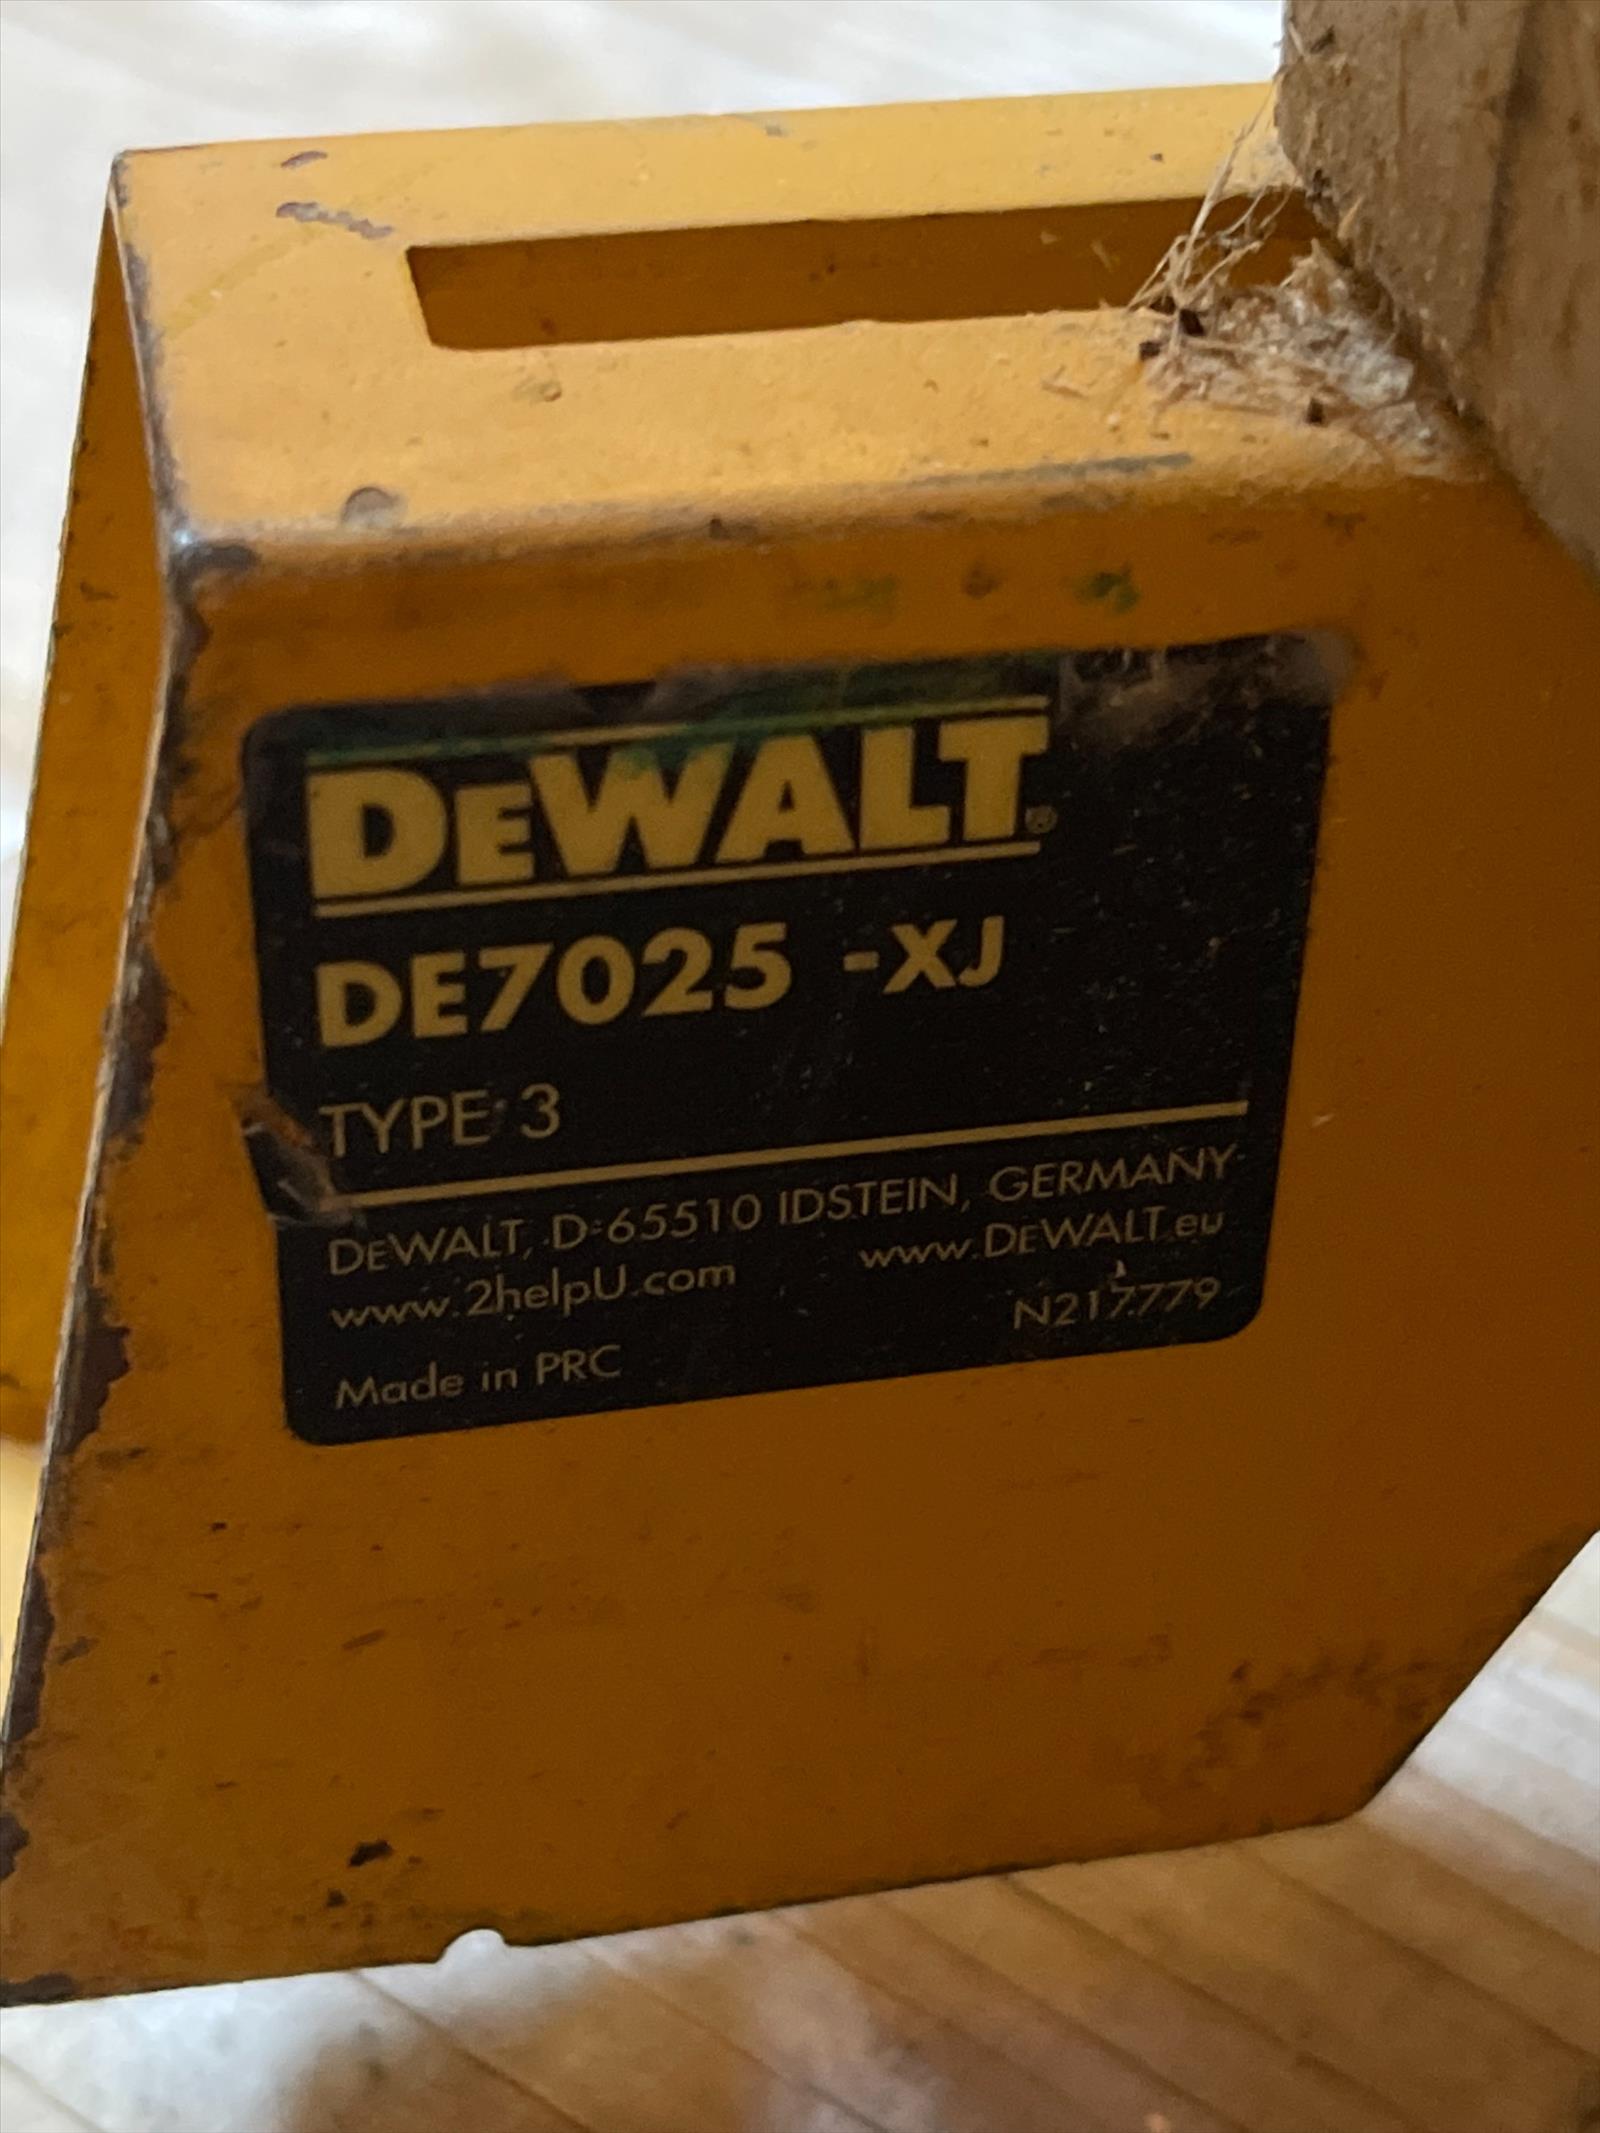 DEWALT®
DE7025 -XJ
TYPE 3
DEWALT, D-65510 IDSTEIN, GERMANY
www.2helpU.com www.DEWALT.eu
N217779
Made in PRC